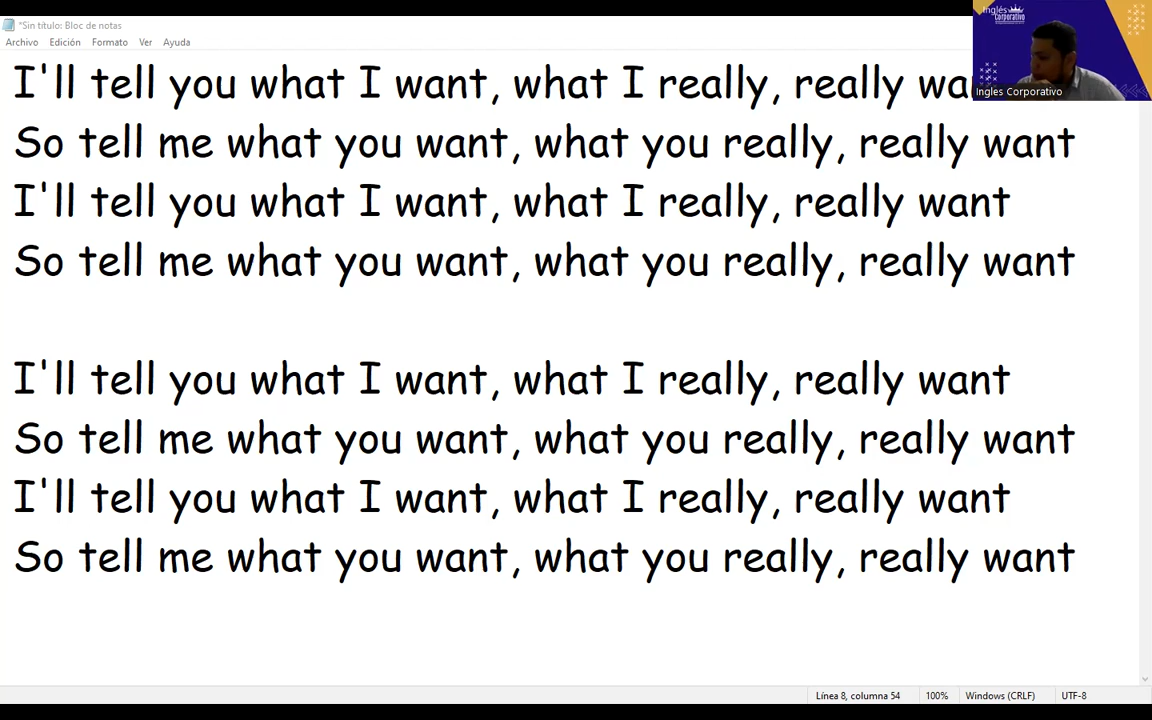 *Sin título: Bloc de notas
Archivo Edición Formato Ver Ayuda
I'll tell you what I want, what I really, really wa
So tell me what you want, what you really, really want
I'll tell you what I want, what I really, really want
So tell me what you want, what you really, really want
I'll tell you what I want, what I really, really want
So tell me what you want, what you really, really want
I'll tell you what I want, what I really, really want
So tell me what you want, what you really, really want
Inglés
Corporativo
Ingles Corporativo
Línea 8, columna 54 100% Windows (CRLF) UTF-8